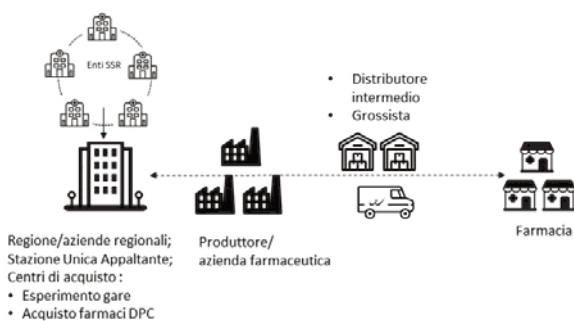 Enti SSR
• Distributore
intermedio
• Grossista
Regione/aziende regionali;
Stazione Unica Appaltante;
Centri di acquisto :
• Esperimento gare
• Acquisto farmaci DPC
Produttore/
azienda farmaceutica
Farmacia